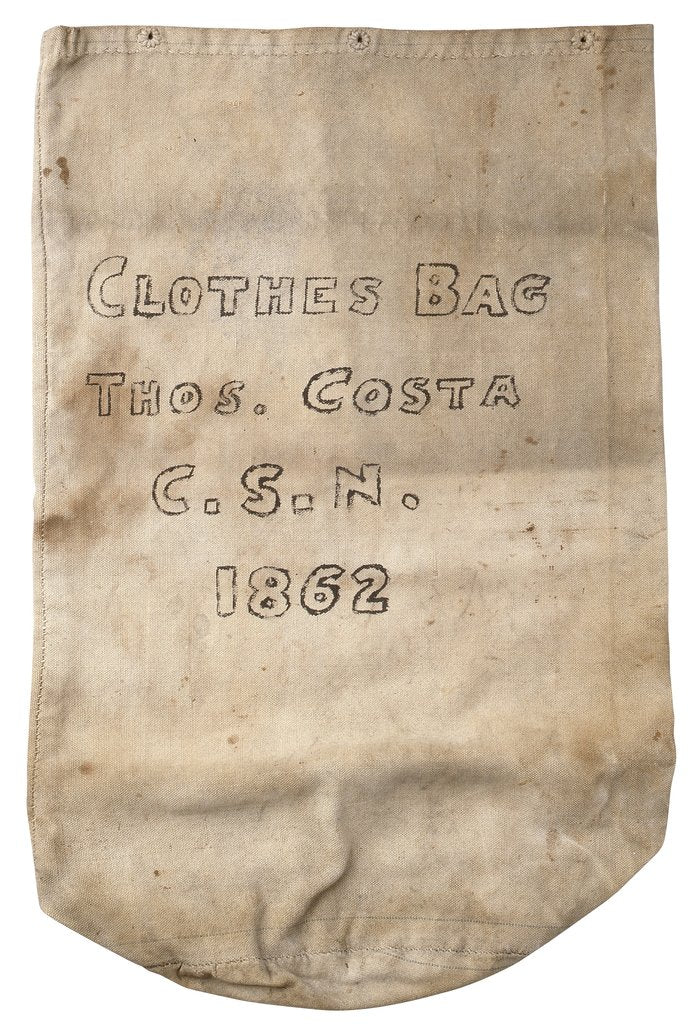 CLOTHES BAG
THOS. COSTA
C.S.N.
1862